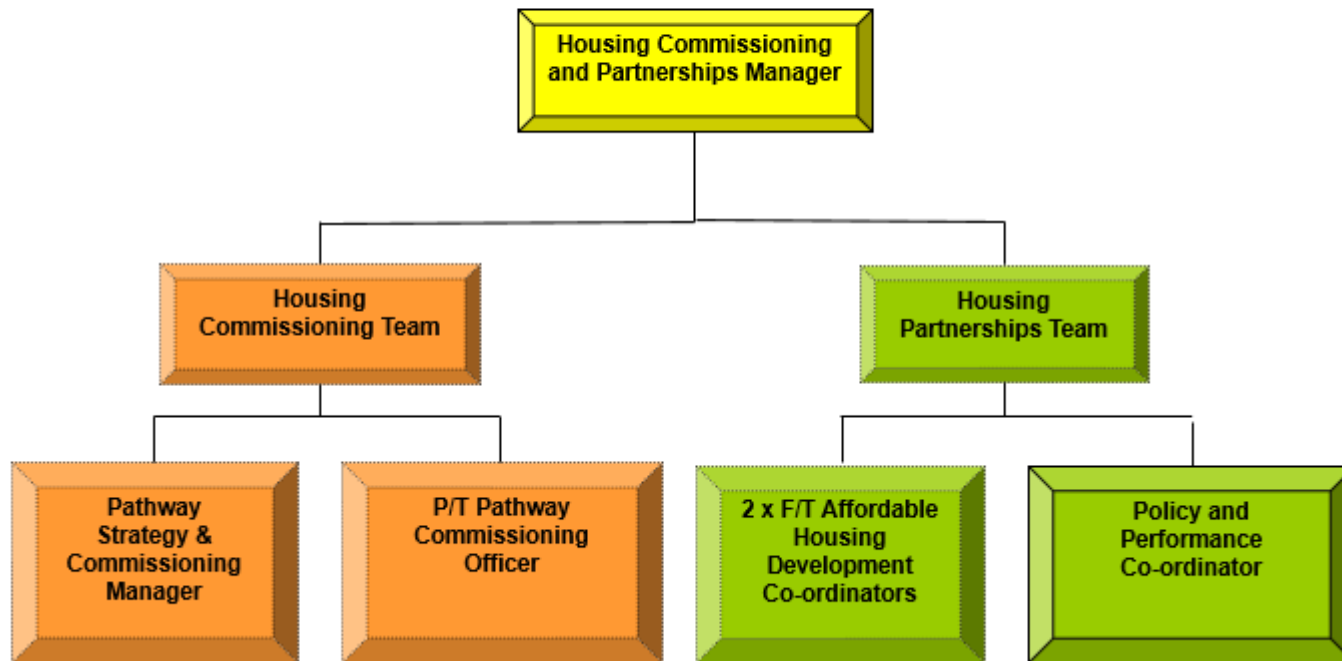 Housing Commissioning
and Partnerships Manager
Housing
Commissioning Team
Housing
Partnerships Team
Pathway
Strategy &
Commissioning
Manager
P/T Pathway
Commissioning
Officer
2 x F/T Affordable
Housing
Development
Co-ordinators
Policy and
Performance
Co-ordinator